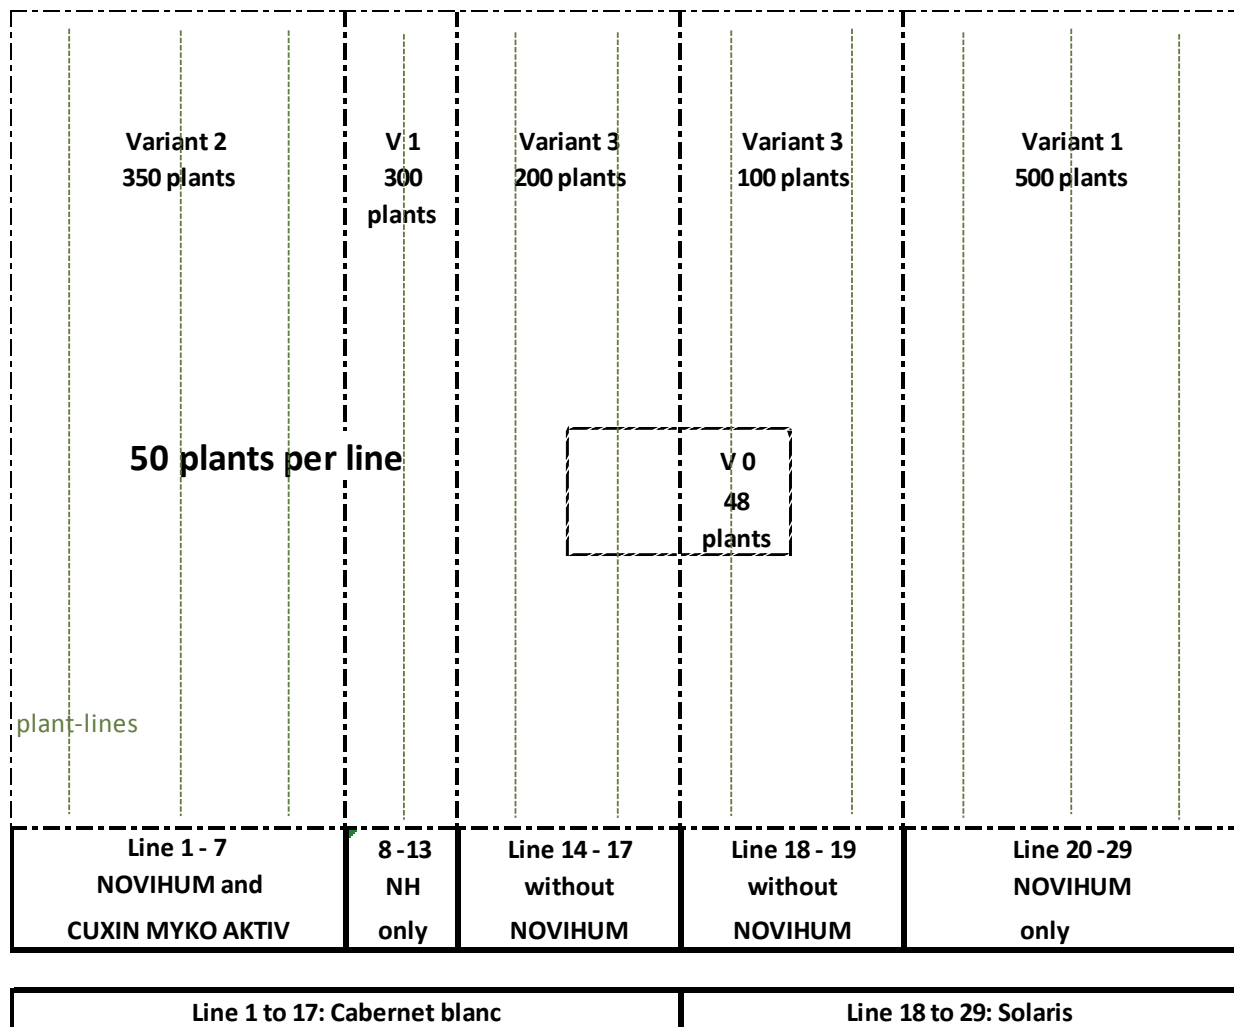 Variant 2
350 plants
V 1
300
plants
Variant 3
200 plants
Variant 3
100 plants
Variant 1
500 plants
50 plants per line
V 0
48
plants
plant-lines
Line 1 - 7
NOVIHUM and
CUXIN MYKO AKTIV
8 -13
NH
only
Line 14 - 17
without
NOVIHUM
Line 18 - 19
without
NOVIHUM
Line 20 -29
NOVIHUM
only
Line 1 to 17: Cabernet blanc
Line 18 to 29: Solaris